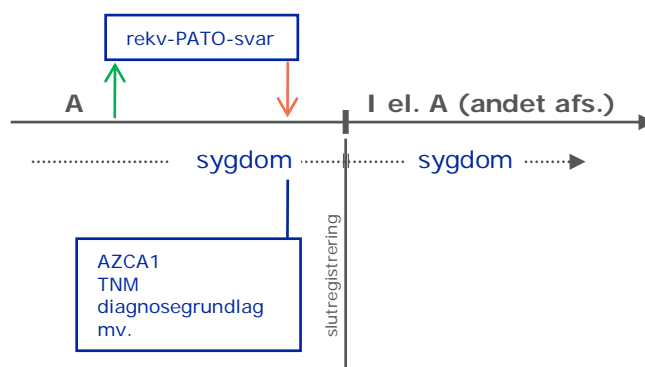 rekv-PATO-svar
A
I el. A (andet afs.)
sygdom
sygdom
AZCA1
TNM
diagnosegrundlag
mv.
slutregistrering